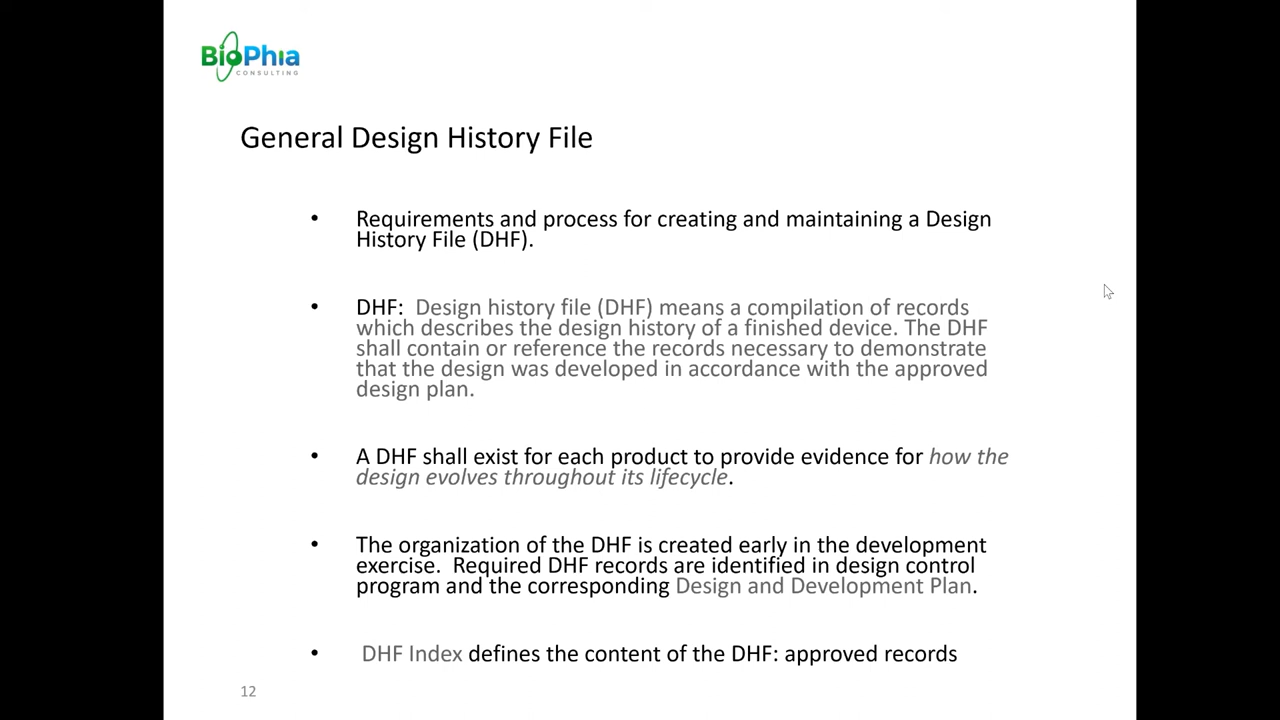 BioPhia
CONSULTING
General Design History File
• Requirements and process for creating and maintaining a Design
History File (DHF).
• DHF:  Design history file (DHF) means a compilation of records
which describes the design history of a finished device. The DHF
shall contain or reference the records necessary to demonstrate
that the design was developed in accordance with the approved
design plan.
• A DHF shall exist for each product to provide evidence for how the
design evolves throughout its lifecycle.
• The organization of the DHF is created early in the development
exercise.  Required DHF records are identified in design control
program and the corresponding Design and Development Plan.
• DHF Index defines the content of the DHF: approved records
12